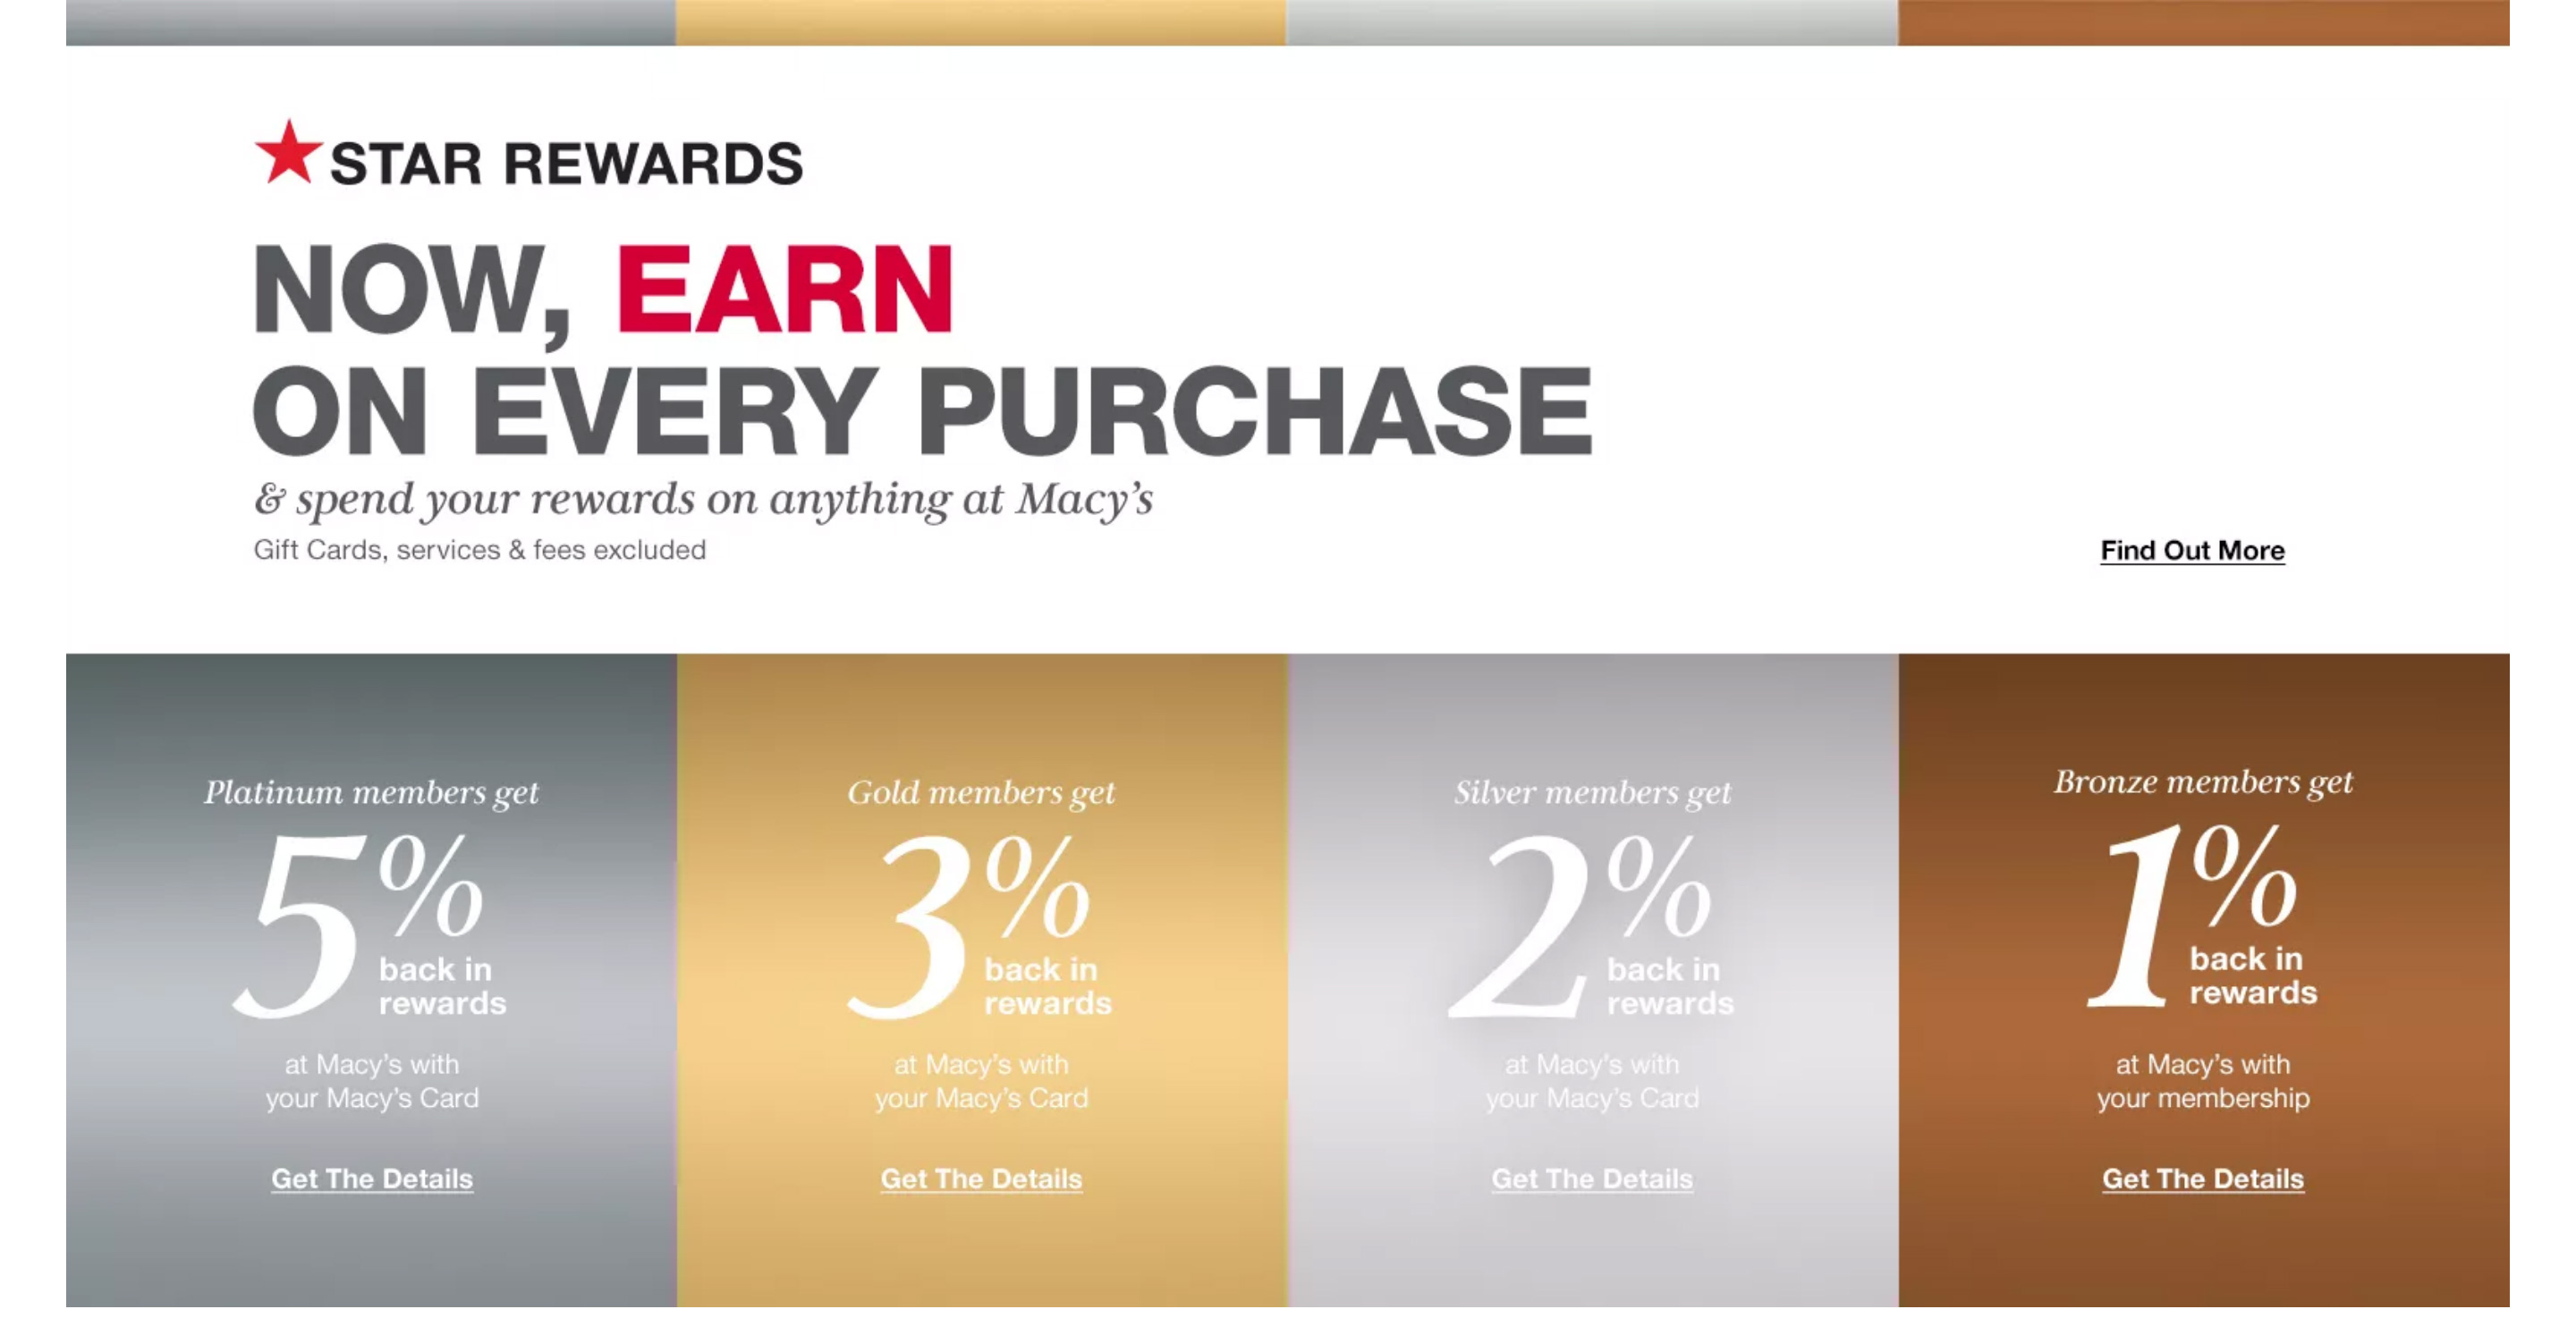 STAR REWARDS
NOW, EARN
ON EVERY PURCHASE
& spend your rewards on anything at Macy’s
Gift Cards, services & fees excluded
Find Out More
Platinum members get
5%
back in
rewards
at Macy’s with
your Macy’s Card
Get The Details
Gold members get
3%
back in
rewards
at Macy’s with
your Macy’s Card
Get The Details
Silver members get
2%
back in
rewards
at Macy’s with
your Macy’s Card
Get The Details
Bronze members get
1%
back in
rewards
at Macy’s with
your membership
Get The Details